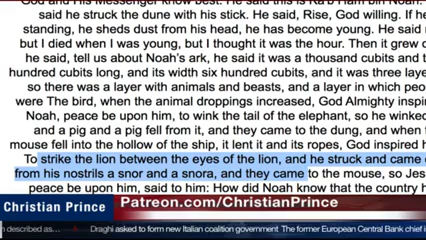 God and His Messenger know best. He said this is Ka'b Ham bin Noah.
said he struck the dune with his stick. He said, Rise, God willing. If he
standing, he sheds dust from his head, he has become young. He said
but I died when I was young, but I thought it was the hour. Then it grew
he said, tell us about Noah's ark, he said it was a thousand cubits and t
hundred cubits long, and its width six hundred cubits, and it was three laye
so there was a layer with animals and beasts, and a layer in which peo
were The bird, when the animal droppings increased, God Almighty inspir
Noah, peace be upon him, to wink the tail of the elephant, so he winked
and a pig and a pig fell from it, and they came to the dung, and when
mouse fell into the hollow of the ship, it lent it and its ropes, God inspired
To strike the lion between the eyes of the lion, and he struck and came
from his nostrils a snor and a snora, and they came to the mouse, so Jes
peace be upon him, said to him: How did Noah know that the country h
Christian Prince
Patreon.com/ChristianPrince
n described as...
Draghi asked to form new Italian coalition government
The former European Central Bank chief i